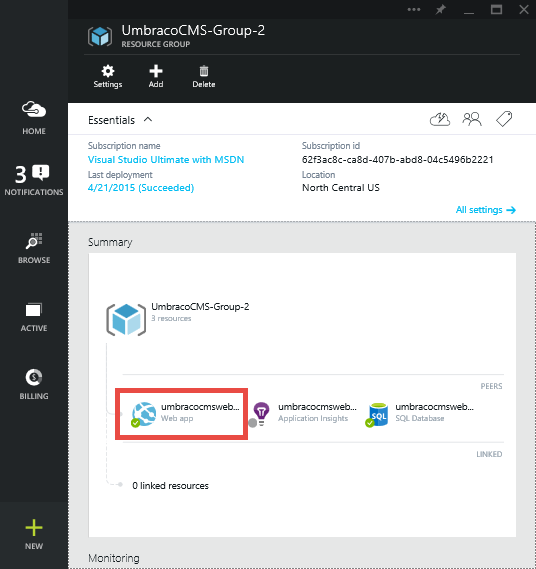 UmbracoCMS-Group-2
RESOURCE GROUP
Settings
Add
Delete
HOME
3
NOTIFICATIONS
BROWSE
ACTIVE
BILLING
NEW
Essentials
Subscription name
Visual Studio Ultimate with MSDN
Last deployment
4/21/2015 (Succeeded)
Subscription id
62f3ac8c-ca8d-407b-abd8-04c5496b2221
Location
North Central US
All settings →
Summary
UmbracoCMS-Group-2
3 resources
PEERS
umbracocmsweb...
Web app
umbracocmsweb...
Application Insights
umbracocmsweb...
SQL Database
SQL
LINKED
0 linked resources
Monitoring